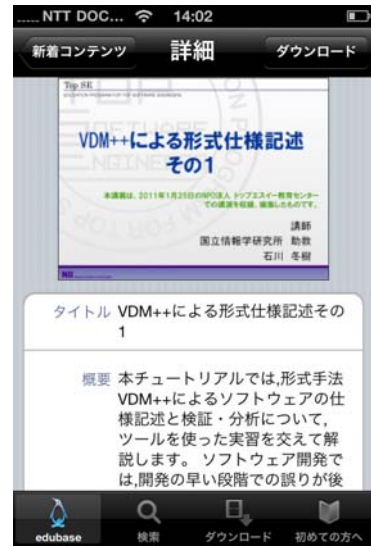 NTT DOC... 14:02
新着コンテンツ 詳細 ダウンロード
Top SE
VDM++による形式仕様記述
その1
本講義は、2011年1月25日のNPO法人 トップエスイー教育センター
での講演を収録、編集したものです。
講師
国立情報学研究所 助教
石川 冬樹
NII
タイトル VDM++による形式仕様記述その
1
概要 本チュートリアルでは,形式手法
VDM++によるソフトウェアの仕
様記述と検証・分析について,
ツールを使った実習を交えて解
説します。 ソフトウェア開発で
は,開発の早い段階での誤りが後
edubase 検索 ダウンロード 初めての方へ